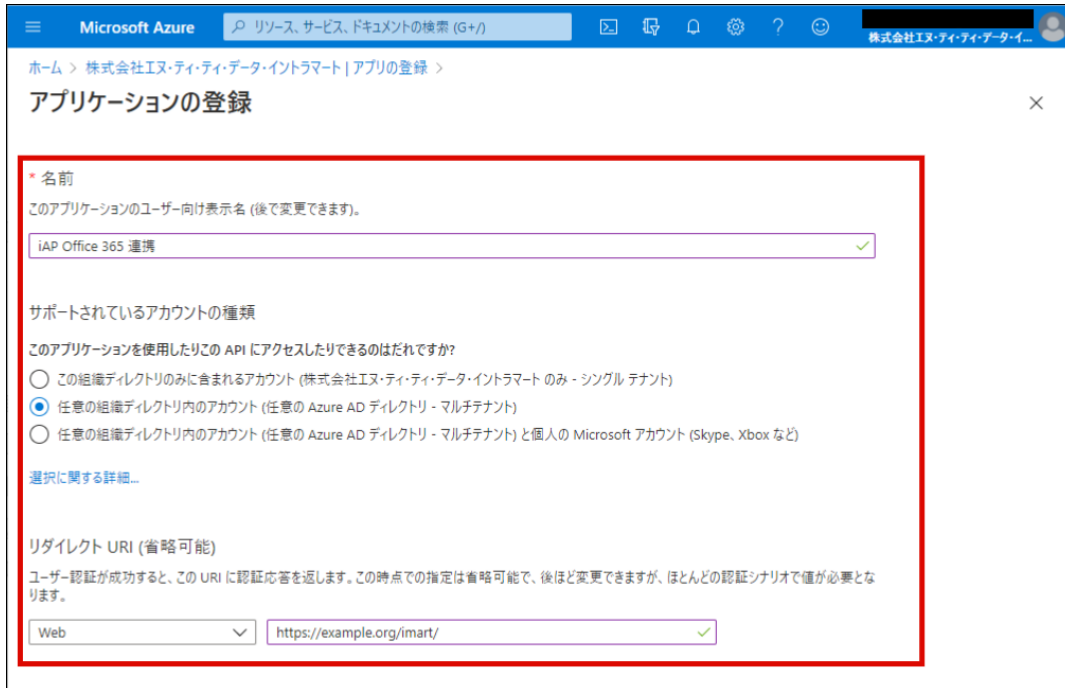 Microsoft Azure
リソース、サービス、ドキュメントの検索 (G+/)
株式会社エヌ・ティ・ティ・データ・イ...
ホーム > 株式会社エヌ・ティ・ティ・データ・イントラマート | アプリの登録 >
アプリケーションの登録
* 名前
このアプリケーションのユーザー向け表示名 (後で変更できます)。
iAP Office 365 連携
サポートされているアカウントの種類
このアプリケーションを使用したりこの API にアクセスしたりできるのはだれですか?
この組織ディレクトリのみに含まれるアカウント (株式会社エヌ・ティ・ティ・データ・イントラマート のみ - シングル テナント)
任意の組織ディレクトリ内のアカウント (任意の Azure AD ディレクトリ - マルチテナント)
任意の組織ディレクトリ内のアカウント (任意の Azure AD ディレクトリ - マルチテナント) と個人の Microsoft アカウント (Skype、Xbox など)
選択に関する詳細...
リダイレクト URI (省略可能)
ユーザー認証が成功すると、この URI に認証応答を返します。この時点での指定は省略可能で、後ほど変更できますが、ほとんどの認証シナリオで値が必要とな
ります。
Web
https://example.org/imart/